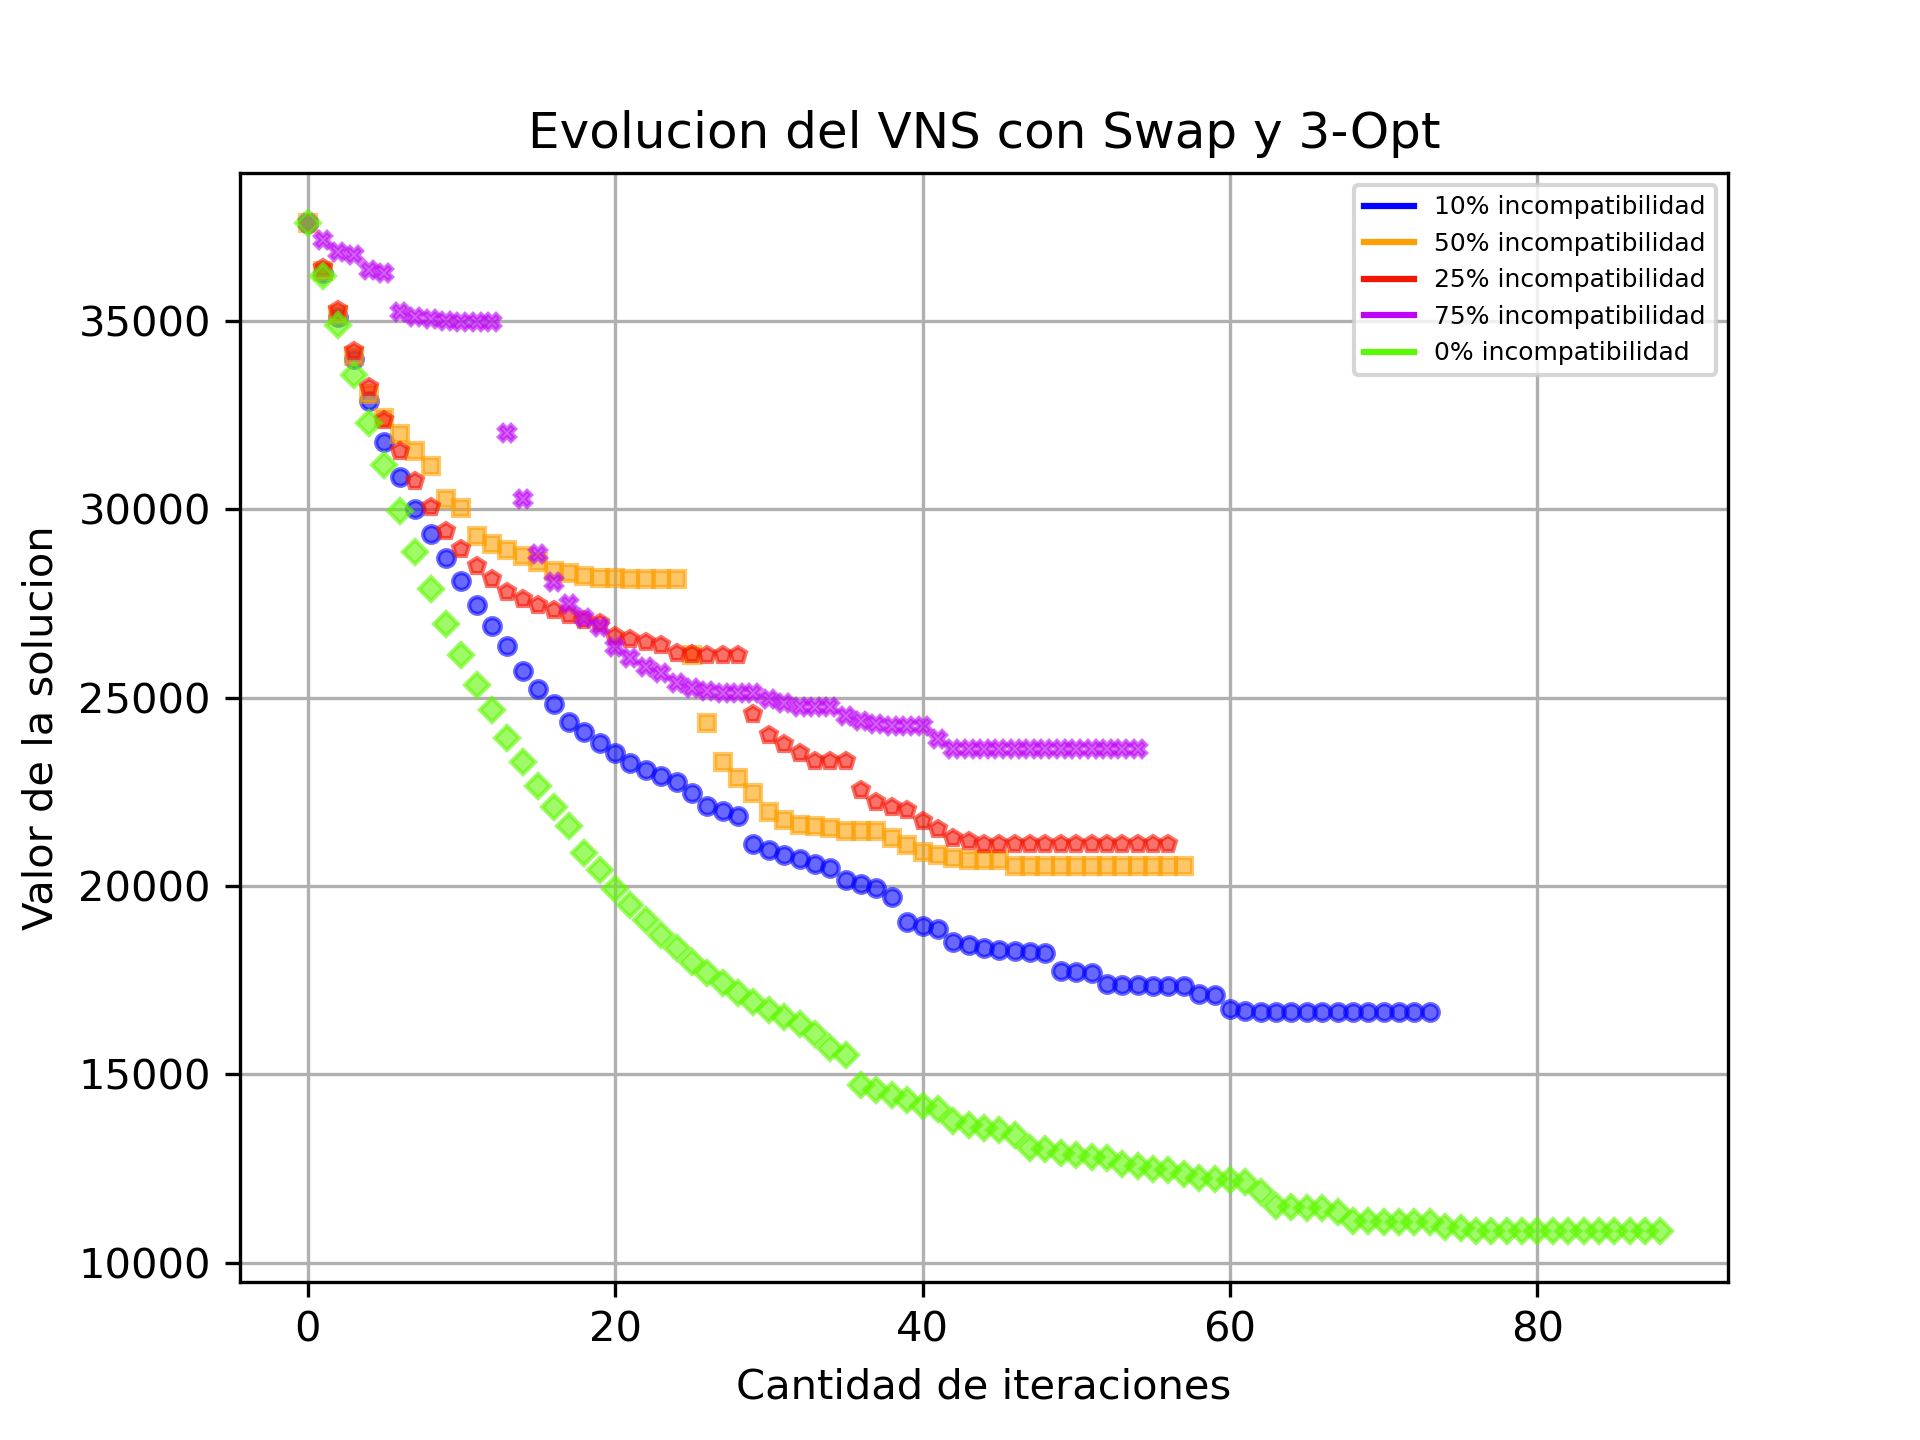 Evolucion del VNS con Swap y 3-Opt
10% incompatibilidad
50% incompatibilidad
25% incompatibilidad
75% incompatibilidad
0% incompatibilidad
Valor de la solucion
35000
30000
25000
20000
15000
10000
0 20 40 60 80
Cantidad de iteraciones